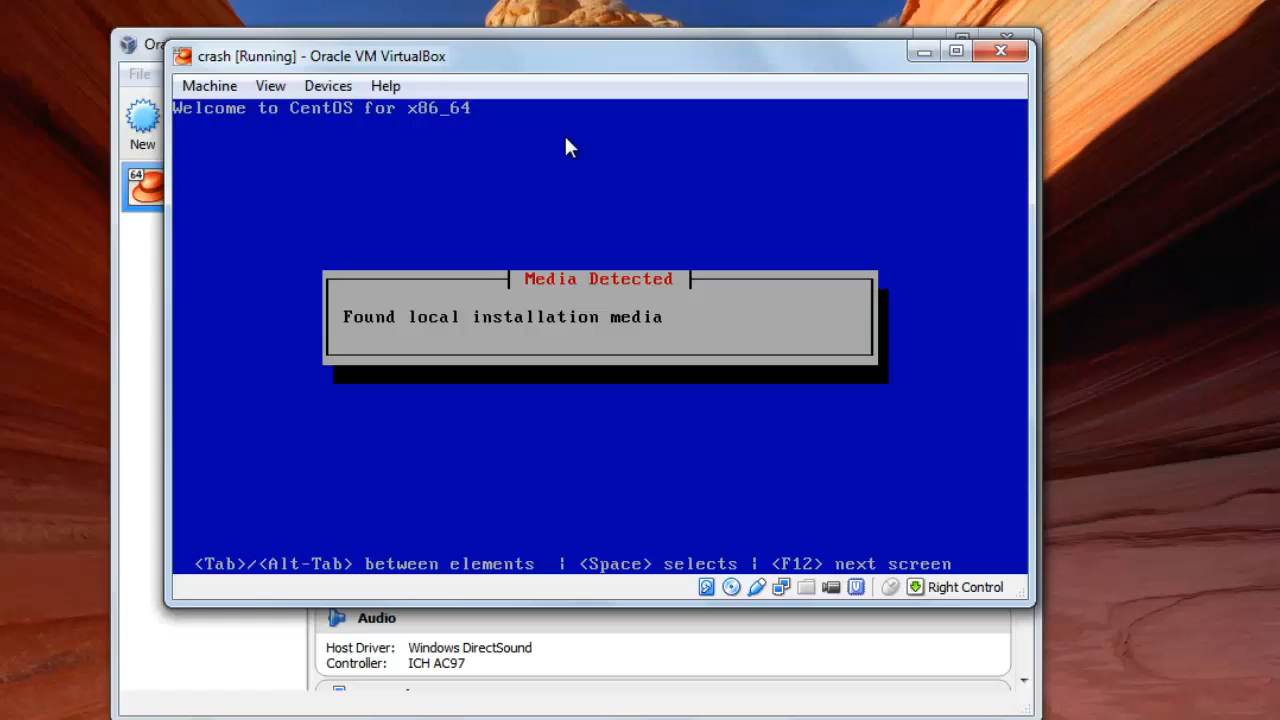 Ora
crash [Running] - Oracle VM VirtualBox
File
Machine View Devices Help
Welcome to CentOS for x86_64
New
64
Media Detected
Found local installation media
<Tab>/<Alt-Tab> between elements | <Space> selects | <F12> next screen
Right Control
Audio
Host Driver: Windows DirectSound
Controller: ICH AC97